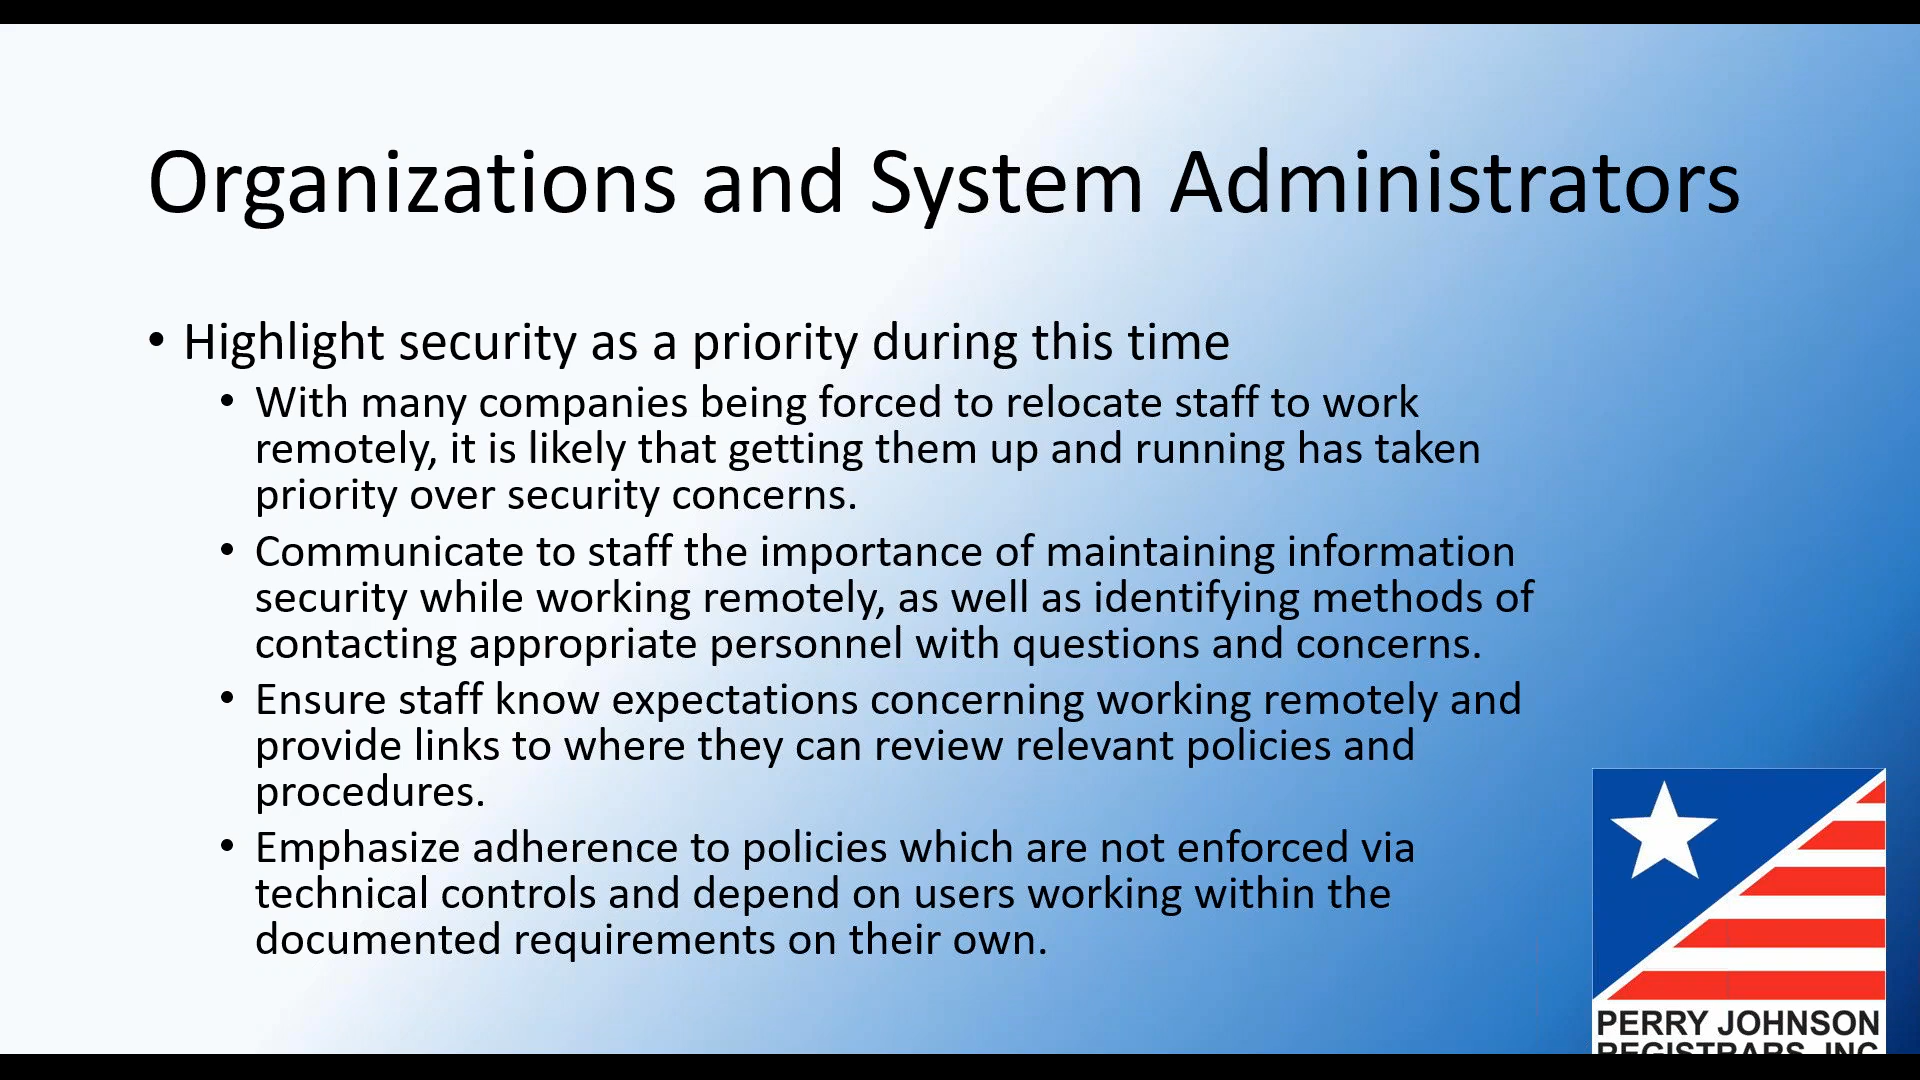 Organizations and System Administrators
• Highlight security as a priority during this time
• With many companies being forced to relocate staff to work
remotely, it is likely that getting them up and running has taken
priority over security concerns.
• Communicate to staff the importance of maintaining information
security while working remotely, as well as identifying methods of
contacting appropriate personnel with questions and concerns.
• Ensure staff know expectations concerning working remotely and
provide links to where they can review relevant policies and
procedures.
• Emphasize adherence to policies which are not enforced via
technical controls and depend on users working within the
documented requirements on their own.
PERRY JOHNSON
REGISTRARS, INC